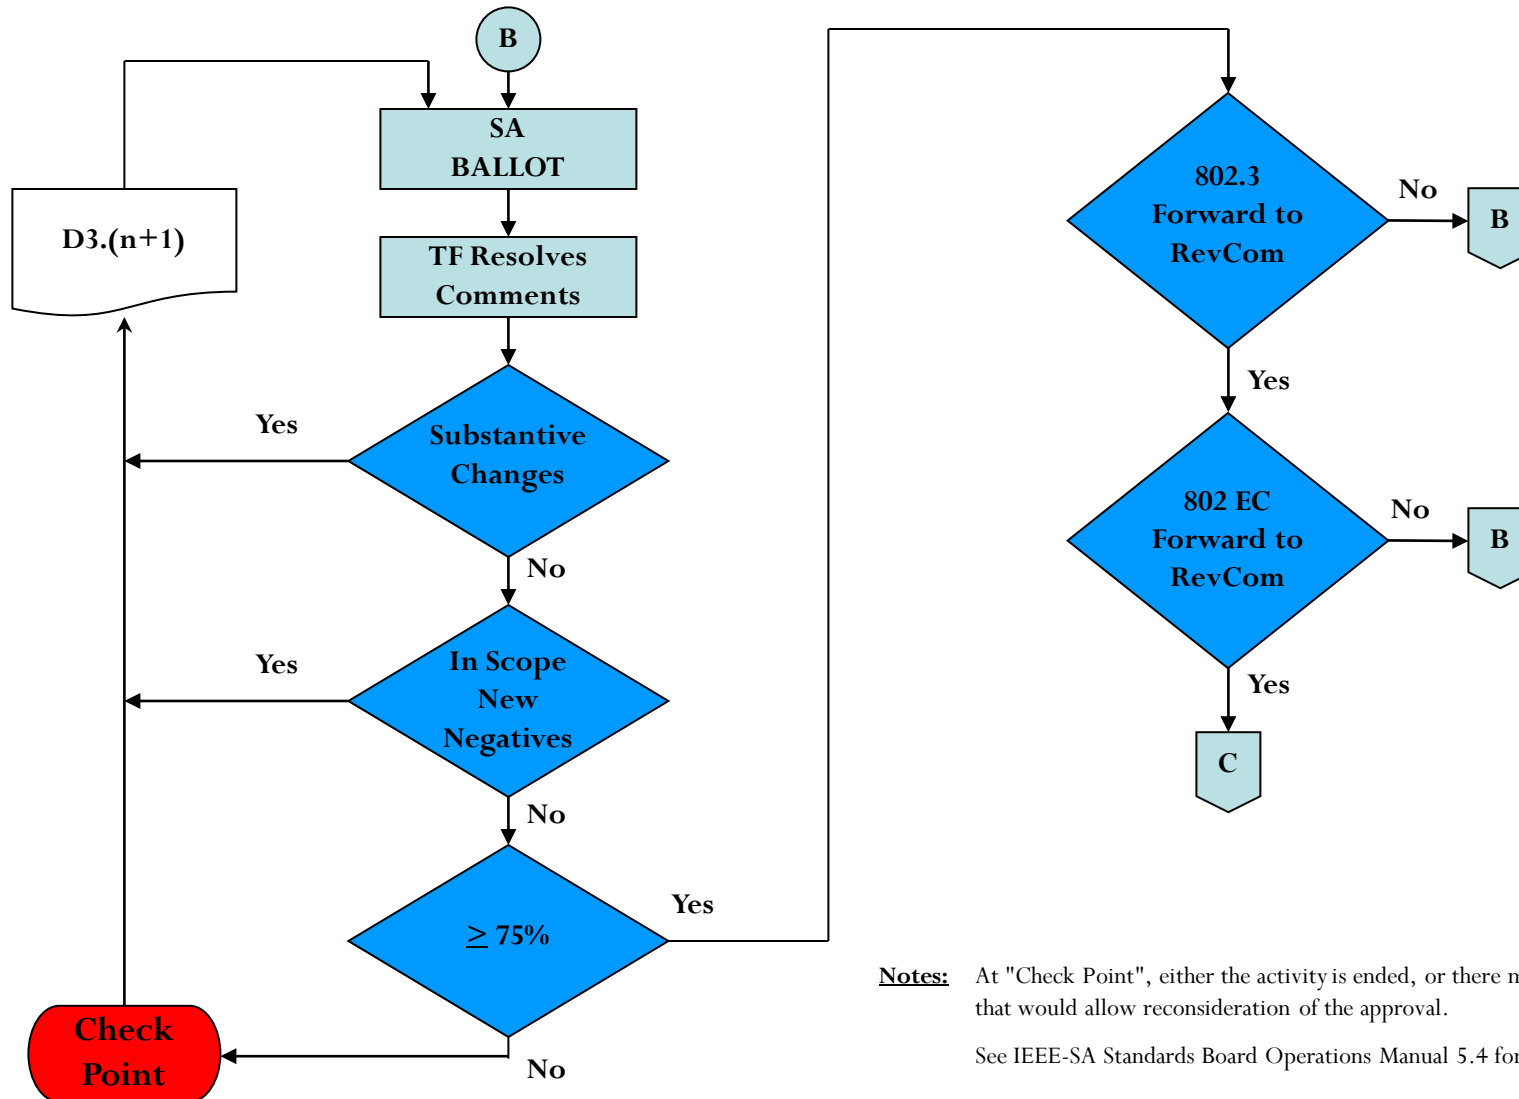 B
SA
BALLOT
D3.(n+1)
TF Resolves
Comments
Yes
Substantive
Changes
No
Yes
In Scope
New
Negatives
No
≥ 75%
Yes
No
Check
Point
802.3
Forward to
RevCom
No
B
Yes
802 EC
Forward to
RevCom
No
B
Yes
C
Notes: At "Check Point", either the activity is ended, or there
that would allow reconsideration of the approval.
See IEEE-SA Standards Board Operations Manual 5.4 for